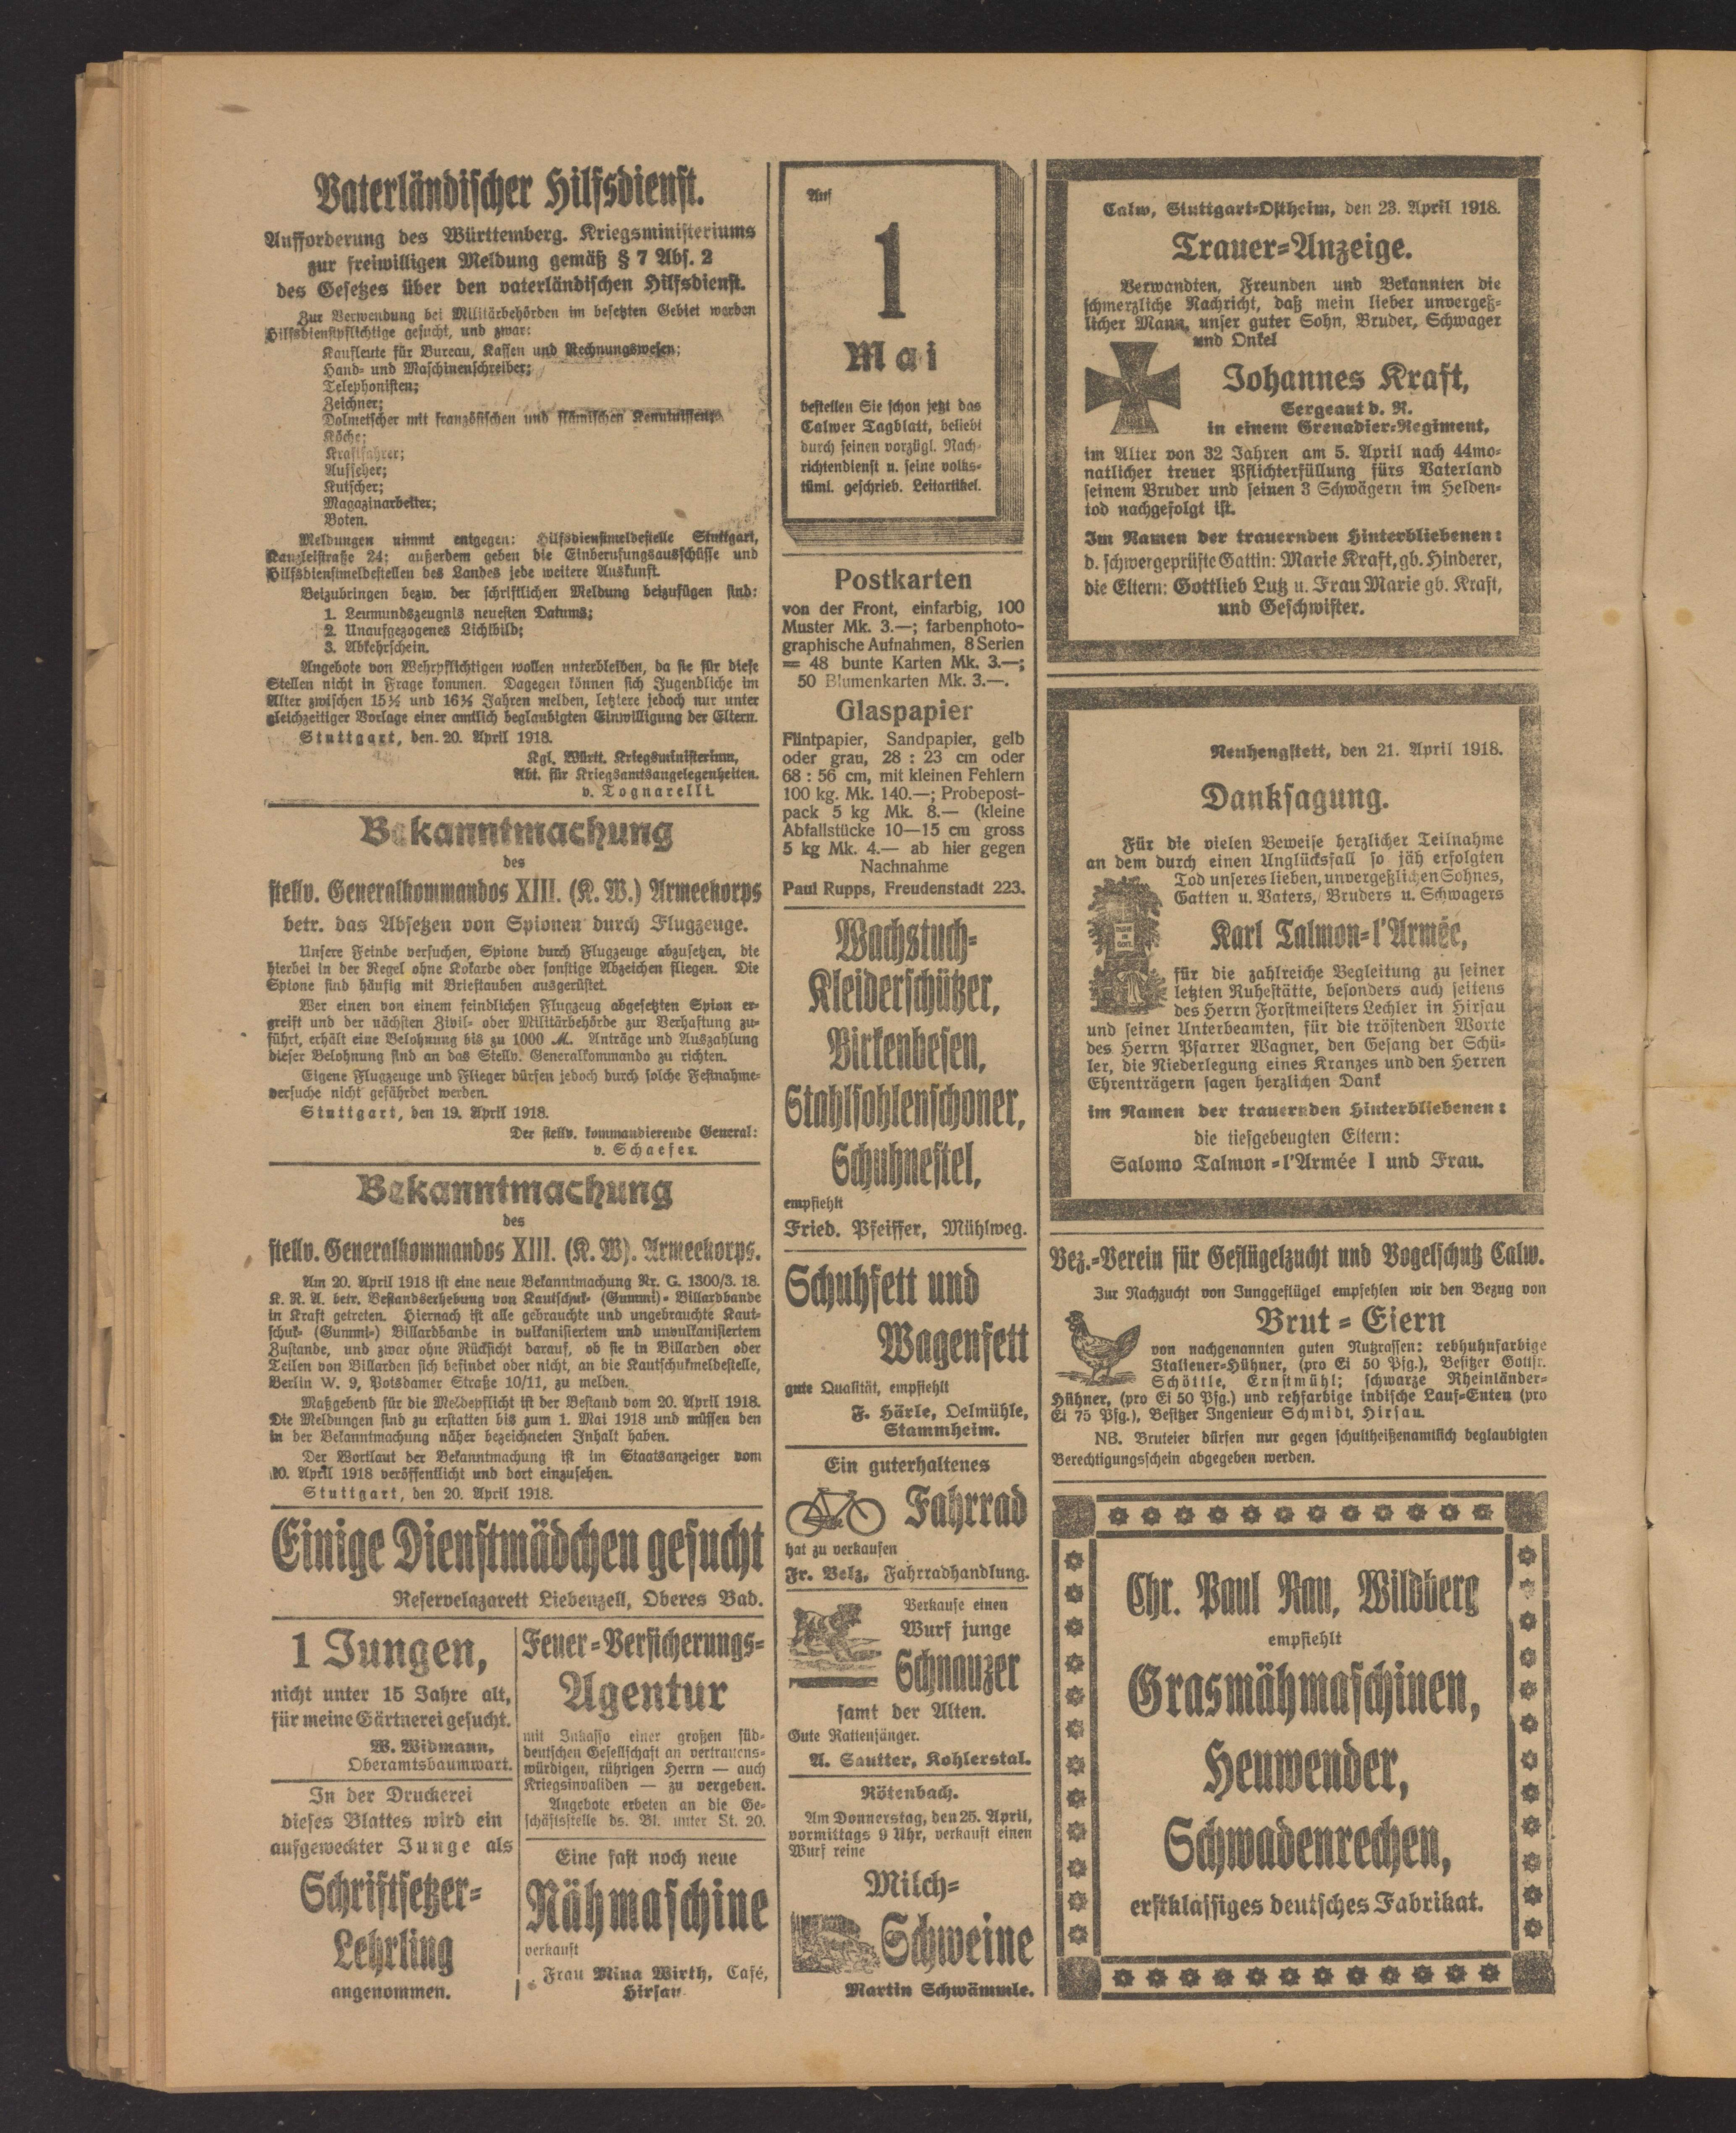 Vaterländischer Hilfsdienst.
Aufforderung des Württemberg. Kriegsministeriums
zur freiwilligen Meldung gemäß § 7 Abs. 2
des Gesetzes über den vaterländischen Hilfsdienst.
Zur Verwendung bei Militärbehörden im besetzten Gebiet werden
Hilfsdienstpflichtige gesucht, und zwar:
Kaufleute für Bureau, Kassen und Rechnungswesen;
Hand- und Maschinenschreiber;
Telephonisten;
Zeichner;
Dolmetscher mit französischen und flämischen Kenntnissen;
Köche;
Kraftfahrer;
Aufseher;
Kutscher;
Magazinarbeiter;
Boten.
Meldungen nimmt entgegen: Hilfsdienstmeldestelle Stuttgart,
Kanzleistraße 24; außerdem geben die Einberufungsausschüsse und
Hilfsdienstmeldestellen des Landes jede weitere Auskunft.
Beizubringen bezw. der schriftlichen Meldung beizufügen sind:
1. Leumundszeugnis neuesten Datums;
2. Unaufgezogenes Lichtbild;
3. Abkehrschein.
Angebote von Wehrpflichtigen wollen unterbleiben, da sie für diese
Stellen nicht in Frage kommen. Dagegen können sich Jugendliche im
Alter zwischen 15½ und 16½ Jahren melden, letztere jedoch nur unter
gleichzeitiger Vorlage einer amtlich beglaubigten Einwilligung der Eltern.
Stuttgart, den 20. April 1918.
Kgl. Württ. Kriegsministerium,
Abt. für Kriegsamtsangelegenheiten.
v. Tognarelli.
Bekanntmachung
des
stellv. Generalkommandos XIII. (K. W.) Armeekorps
betr. das Absetzen von Spionen durch Flugzeuge.
Unsere Feinde versuchen, Spione durch Flugzeuge abzusetzen, die
hierbei in der Regel ohne Kokarde oder sonstige Abzeichen fliegen. Die
Spione sind häufig mit Brieftauben ausgerüstet.
Wer einen von einem feindlichen Flugzeug abgesetzten Spion er-
greift und der nächsten Zivil- oder Militärbehörde zur Verhaftung zu-
führt, erhält eine Belohnung bis zu 1000 M. Anträge und Auszahlung
dieser Belohnung sind an das Stellv. Generalkommando zu richten.
Eigene Flugzeuge und Flieger dürfen jedoch durch solche Festnahme-
versuche nicht gefährdet werden.
Stuttgart, den 19. April 1918.
Der stellv. kommandierende General:
v. Schaefer.
Bekanntmachung
des
stellv. Generalkommandos XIII. (K. W). Armeekorps.
Am 20. April 1918 ist eine neue Bekanntmachung Nr. G. 1300/3. 18.
K. R. A. betr. Bestandserhebung von Kautschuk- (Gummi)- Billardbande
in Kraft getreten. Hiernach ist alle gebrauchte und ungebrauchte Kaut-
schuk- (Gummi-) Billardbande in vulkanisiertem und unvulkanisiertem
Zustande, und zwar ohne Rücksicht darauf, ob sie in Billarden oder
Teilen von Billarden sich befindet oder nicht, an die Kautschukmeldestelle,
Berlin W. 9, Potsdamer Straße 10/11, zu melden.
Maßgebend für die Meldepflicht ist der Bestand vom 20. April 1918.
Die Meldungen sind zu erstatten bis zum 1. Mai 1918 und müssen den
in der Bekanntmachung näher bezeichneten Inhalt haben.
Der Wortlaut der Bekanntmachung ist im Staatsanzeiger vom
20. April 1918 veröffentlicht und dort einzusehen.
Stuttgart, den 20. April 1918.
Einige Dienstmädchen gesucht
Reservelazarett Liebenzell, Oberes Bad.
1 Jungen,
nicht unter 15 Jahre alt,
für meine Gärtnerei gesucht.
W. Widmann,
Oberamtsbaumwart.
In der Druckerei
dieses Blattes wird ein
aufgeweckter Junge als
Schriftsetzer-
Lehrling
angenommen.
Feuer-Versicherungs-
Agentur
mit Inkasso einer großen süd-
deutschen Gesellschaft an vertrauens-
würdigen, rührigen Herrn — auch
Kriegsinvaliden — zu vergeben.
Angebote erbeten an die Ge-
schäftsstelle ds. Bl. unter St. 20.
Eine fast noch neue
Nähmaschine
verkauft
Frau Mina Wirth, Café,
Hirsau
Auf
1
Mai
bestellen Sie schon jetzt das
Calwer Tagblatt, beliebt
durch seinen vorzügl. Nach-
richtendienst u. seine volks-
tüml. geschrieb. Leitartikel.
Postkarten
von der Front, einfarbig, 100
Muster Mk. 3.—; farbenphoto-
graphische Aufnahmen, 8 Serien
= 48 bunte Karten Mk. 3.—;
50 Blumenkarten Mk. 3.—.
Glaspapier
Flintpapier, Sandpapier, gelb
oder grau, 28 : 23 cm oder
68 : 56 cm, mit kleinen Fehlern
100 kg. Mk. 140.—; Probepost-
pack 5 kg Mk. 8.— (kleine
Abfallstücke 10—15 cm gross
5 kg Mk. 4.— ab hier gegen
Nachnahme
Paul Rupps, Freudenstadt 223.
Wachstuch-
Kleiderschützer,
Birkenbesen,
Stahlsohlenschoner,
Schuhnestel,
empfiehlt
Fried. Pfeiffer, Mühlweg.
Schuhfett und
Wagenfett
gute Qualität, empfiehlt
F. Härle, Oelmühle,
Stammheim.
Ein guterhaltenes
Fahrrad
hat zu verkaufen
Fr. Belz, Fahrradhandlung.
Verkaufe einen
Wurf junge
Schnauzer
samt der Alten.
Gute Rattenjänger.
A. Sautter, Kohlerstal.
Rötenbach.
Am Donnerstag, den 25. April,
vormittags 9 Uhr, verkauft einen
Wurf reine
Milch-
Schweine
Martin Schwämmle.
Calw, Stuttgart-Ostheim, den 23. April 1918.
Trauer-Anzeige.
Verwandten, Freunden und Bekannten die
schmerzliche Nachricht, daß mein lieber unvergeß-
licher Mann, unser guter Sohn, Bruder, Schwager
und Onkel
Johannes Kraft,
Sergeant d. R.
in einem Grenadier-Regiment,
im Alter von 32 Jahren am 5. April nach 44mo-
natlicher treuer Pflichterfüllung fürs Vaterland
seinem Bruder und seinen 3 Schwägern im Helden-
tod nachgefolgt ist.
Im Namen der trauernden Hinterbliebenen:
d. schwergeprüfte Gattin: Marie Kraft, gb. Hinderer,
die Eltern: Gottlieb Lutz u. Frau Marie gb. Kraft,
und Geschwister.
Neuhengstett, den 21. April 1918.
Danksagung.
Für die vielen Beweise herzlicher Teilnahme
an dem durch einen Unglücksfall so jäh erfolgten
Tod unseres lieben, unvergeßlichen Sohnes,
Gatten u. Vaters, Bruders u. Schwagers
Karl Talmon-l'Armée,
für die zahlreiche Begleitung zu seiner
letzten Ruhestätte, besonders auch seitens
des Herrn Forstmeisters Lechler in Hirsau
und seiner Unterbeamten, für die tröstenden Worte
des Herrn Pfarrer Wagner, den Gesang der Schü-
ler, die Niederlegung eines Kranzes und den Herren
Ehrenträgern sagen herzlichen Dank
im Namen der trauernden Hinterbliebenen:
die tiefgebeugten Eltern:
Salomo Talmon-l'Armée I und Frau.
Bez.-Verein für Geflügelzucht und Vogelschutz Calw.
Zur Nachzucht von Junggeflügel empfehlen wir den Bezug von
Brut-Eiern
von nachgenannten guten Nutzrassen: rebhuhnfarbige
Italiener-Hühner, (pro Ei 50 Pfg.), Besitzer Gottfr.
Schöttle, Ernstmühl; schwarze Rheinländer-
Hühner, (pro Ei 50 Pfg.) und rehfarbige indische Lauf-Enten (pro
Ei 75 Pfg.), Besitzer Ingenieur Schmidt, Hirsau.
NB. Bruteier dürfen nur gegen schultheißenamtlich beglaubigten
Berechtigungsschein abgegeben werden.
Chr. Paul Rau, Wildberg
empfiehlt
Grasmähmaschinen,
Heuwender,
Schwadenrechen,
erstklassiges deutsches Fabrikat.